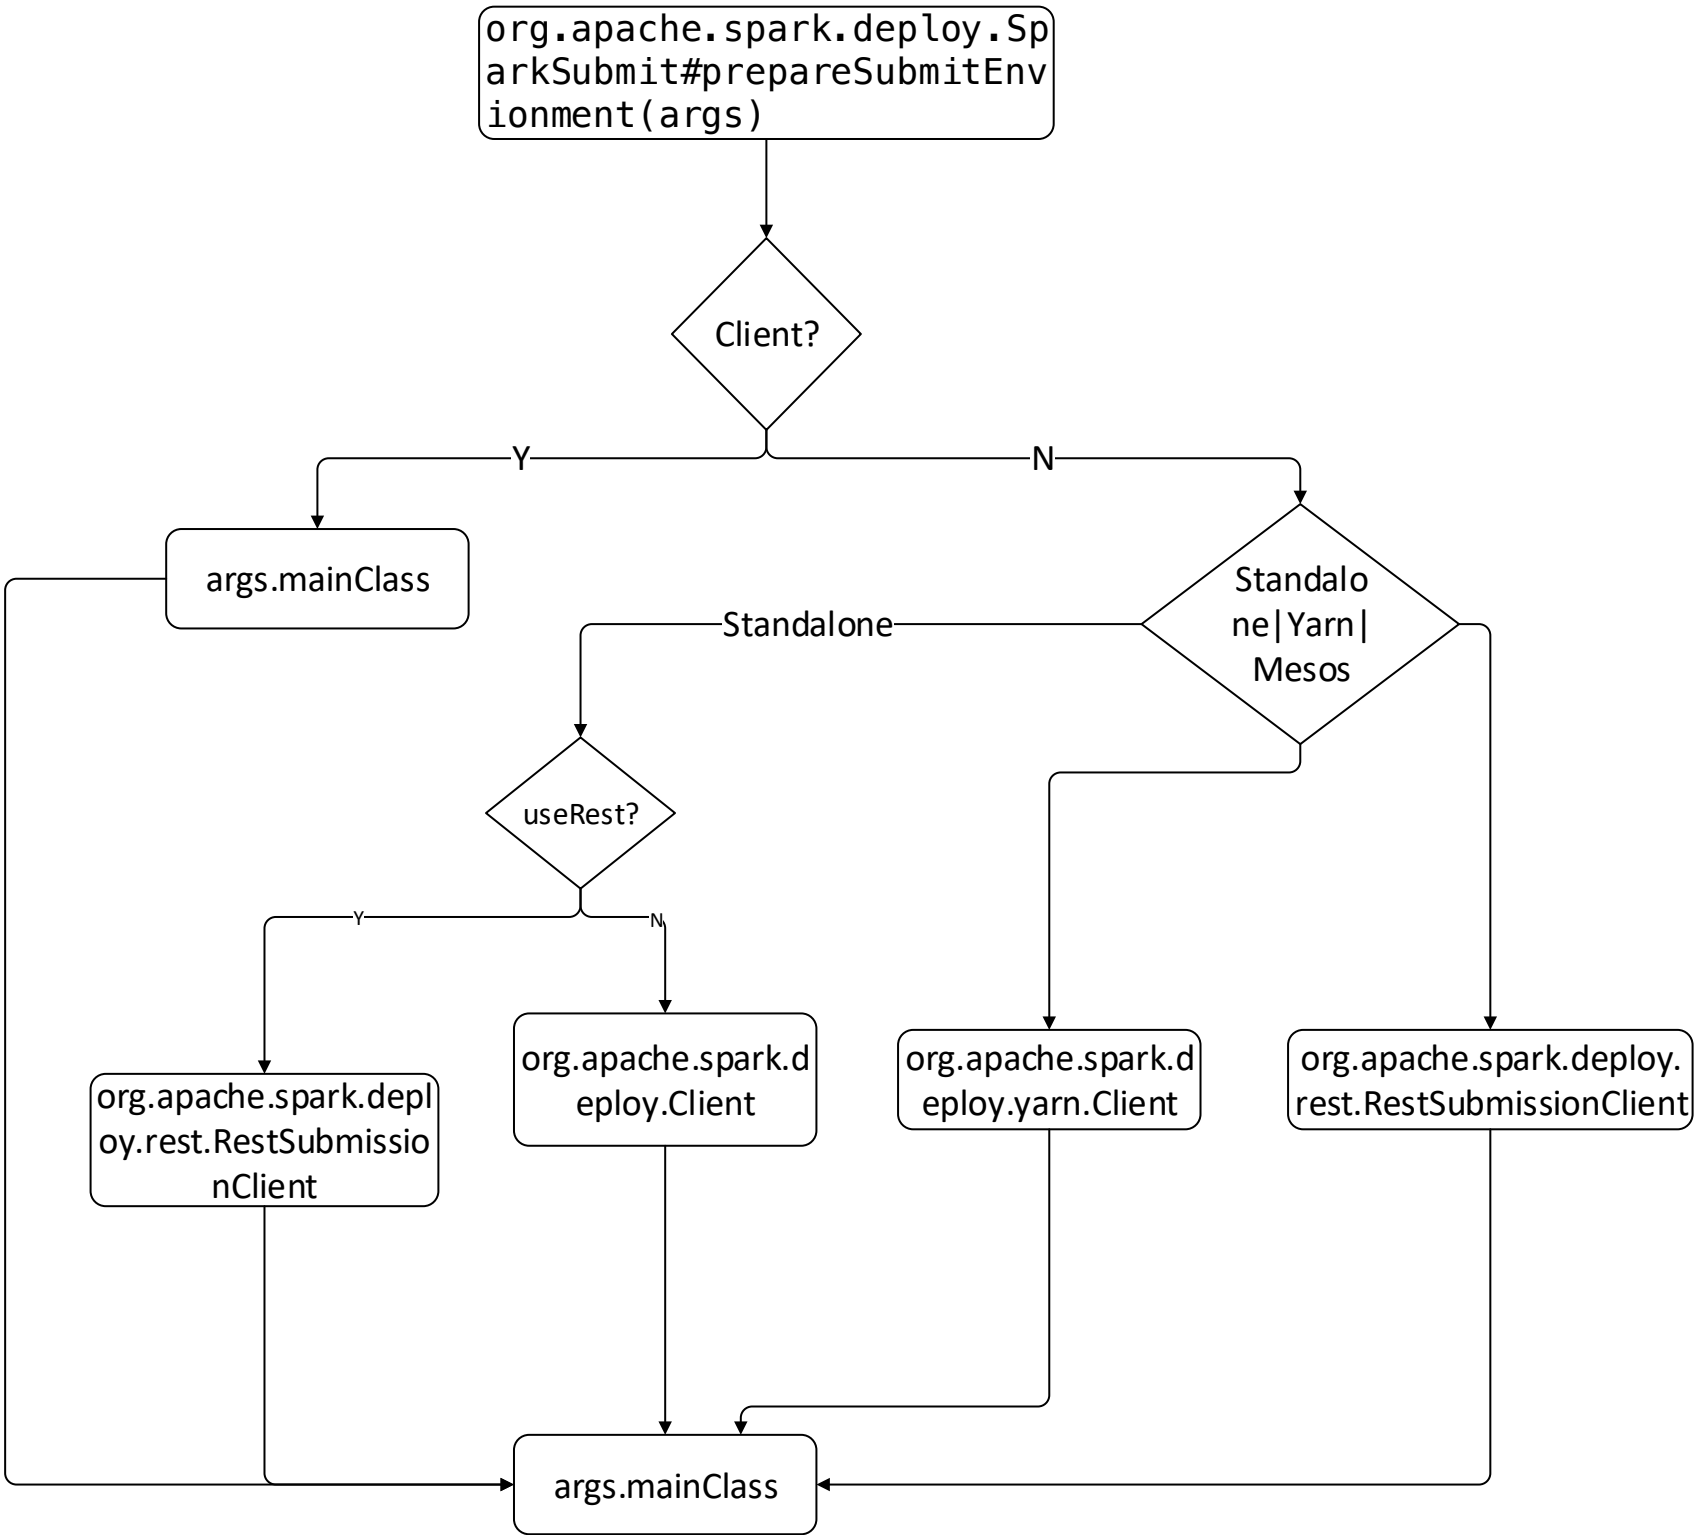 org.apache.spark.deploy.Sp
arkSubmit#prepareSubmitEnv
ionment(args)
Client?
Y
N
args.mainClass
Standalo
ne|Yarn|
Mesos
Standalone
useRest?
Y
N
org.apache.spark.depl
oy.rest.RestSubmissio
nClient
org.apache.spark.d
eploy.Client
org.apache.spark.d
eploy.yarn.Client
org.apache.spark.deploy.
rest.RestSubmissionClient
args.mainClass